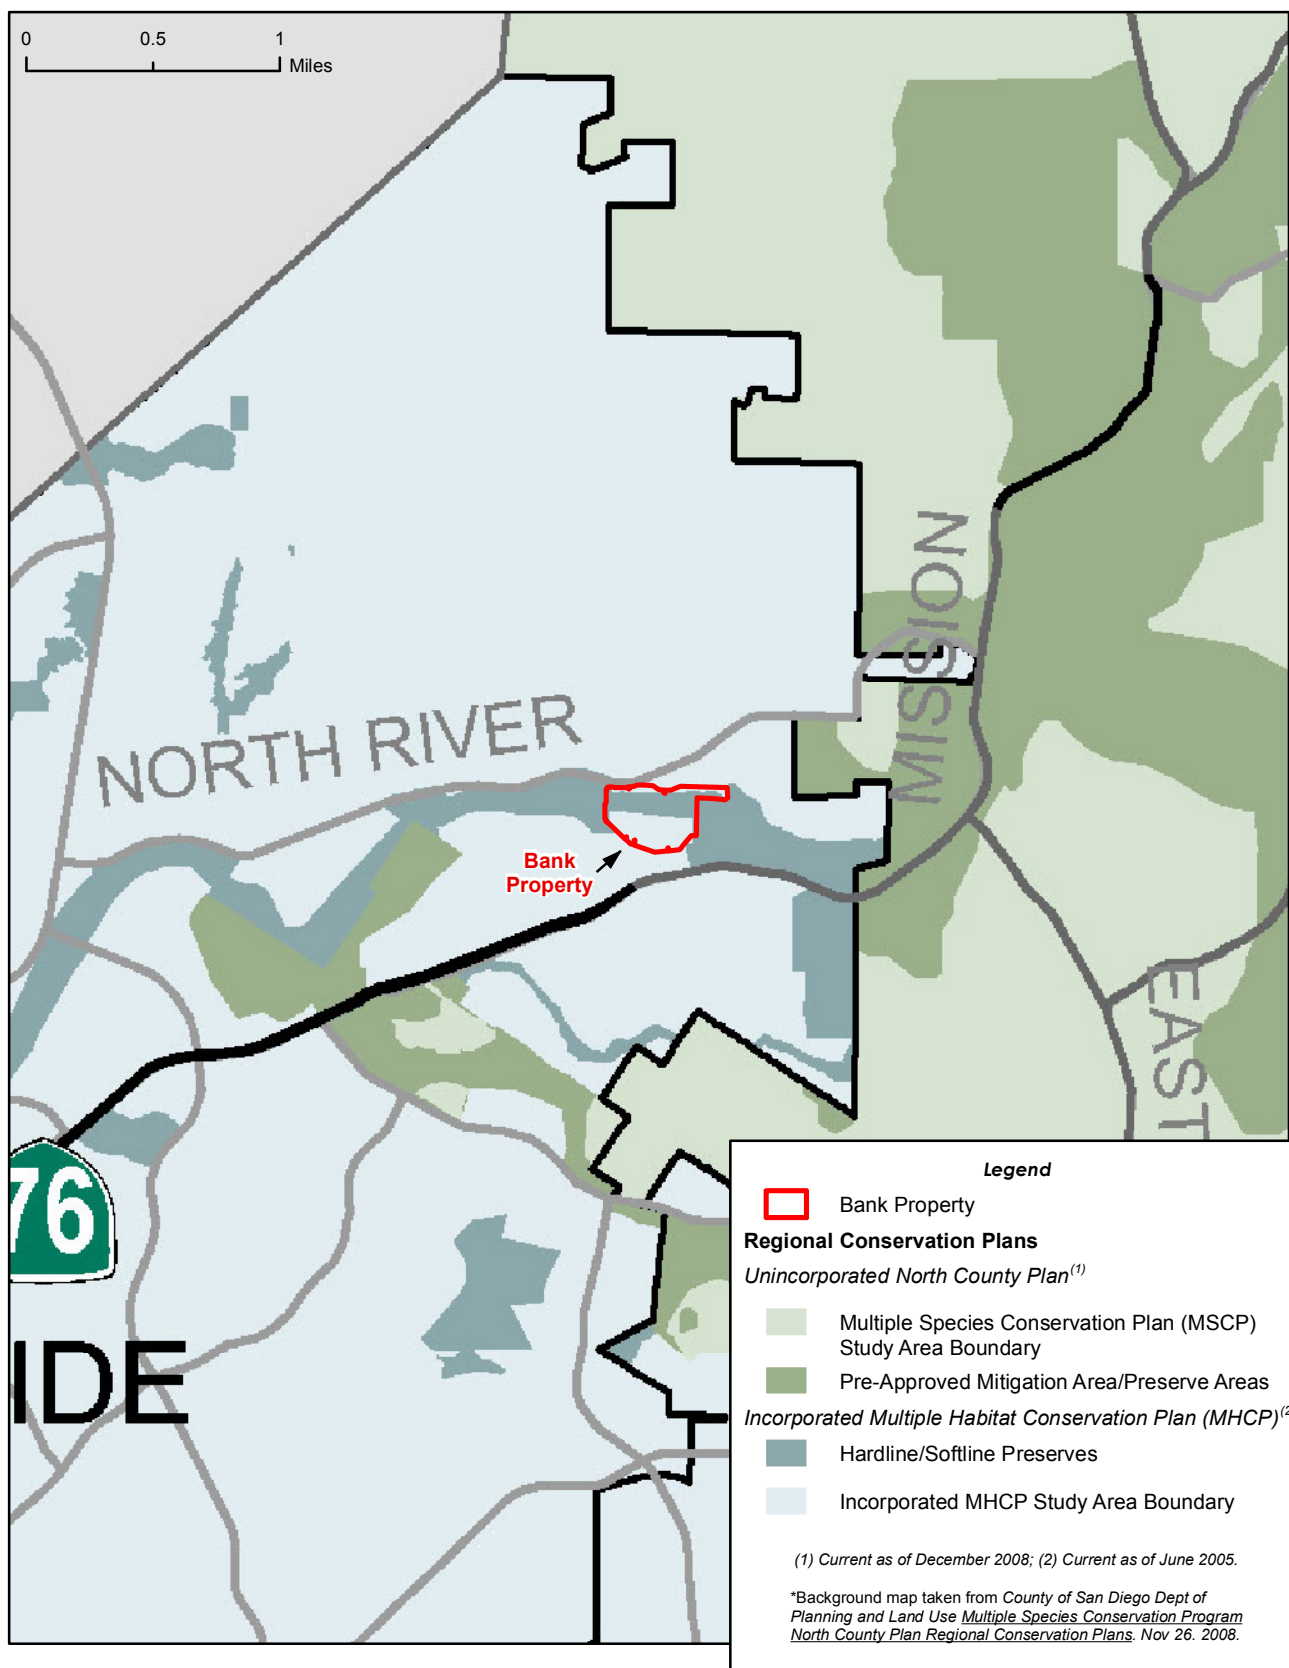 0 0.5 1
Miles
MISSION
NORTH RIVER
Bank
Property
EAST
76
IDE
Legend
Bank Property
Regional Conservation Plans
Unincorporated North County Plan(1)
Multiple Species Conservation Plan (MSCP)
Study Area Boundary
Pre-Approved Mitigation Area/Preserve Areas
Incorporated Multiple Habitat Conservation Plan (MHCP)(2
Hardline/Softline Preserves
Incorporated MHCP Study Area Boundary
(1) Current as of December 2008; (2) Current as of June 2005.
*Background map taken from County of San Diego Dept of
Planning and Land Use Multiple Species Conservation Program
North County Plan Regional Conservation Plans. Nov 26. 2008.